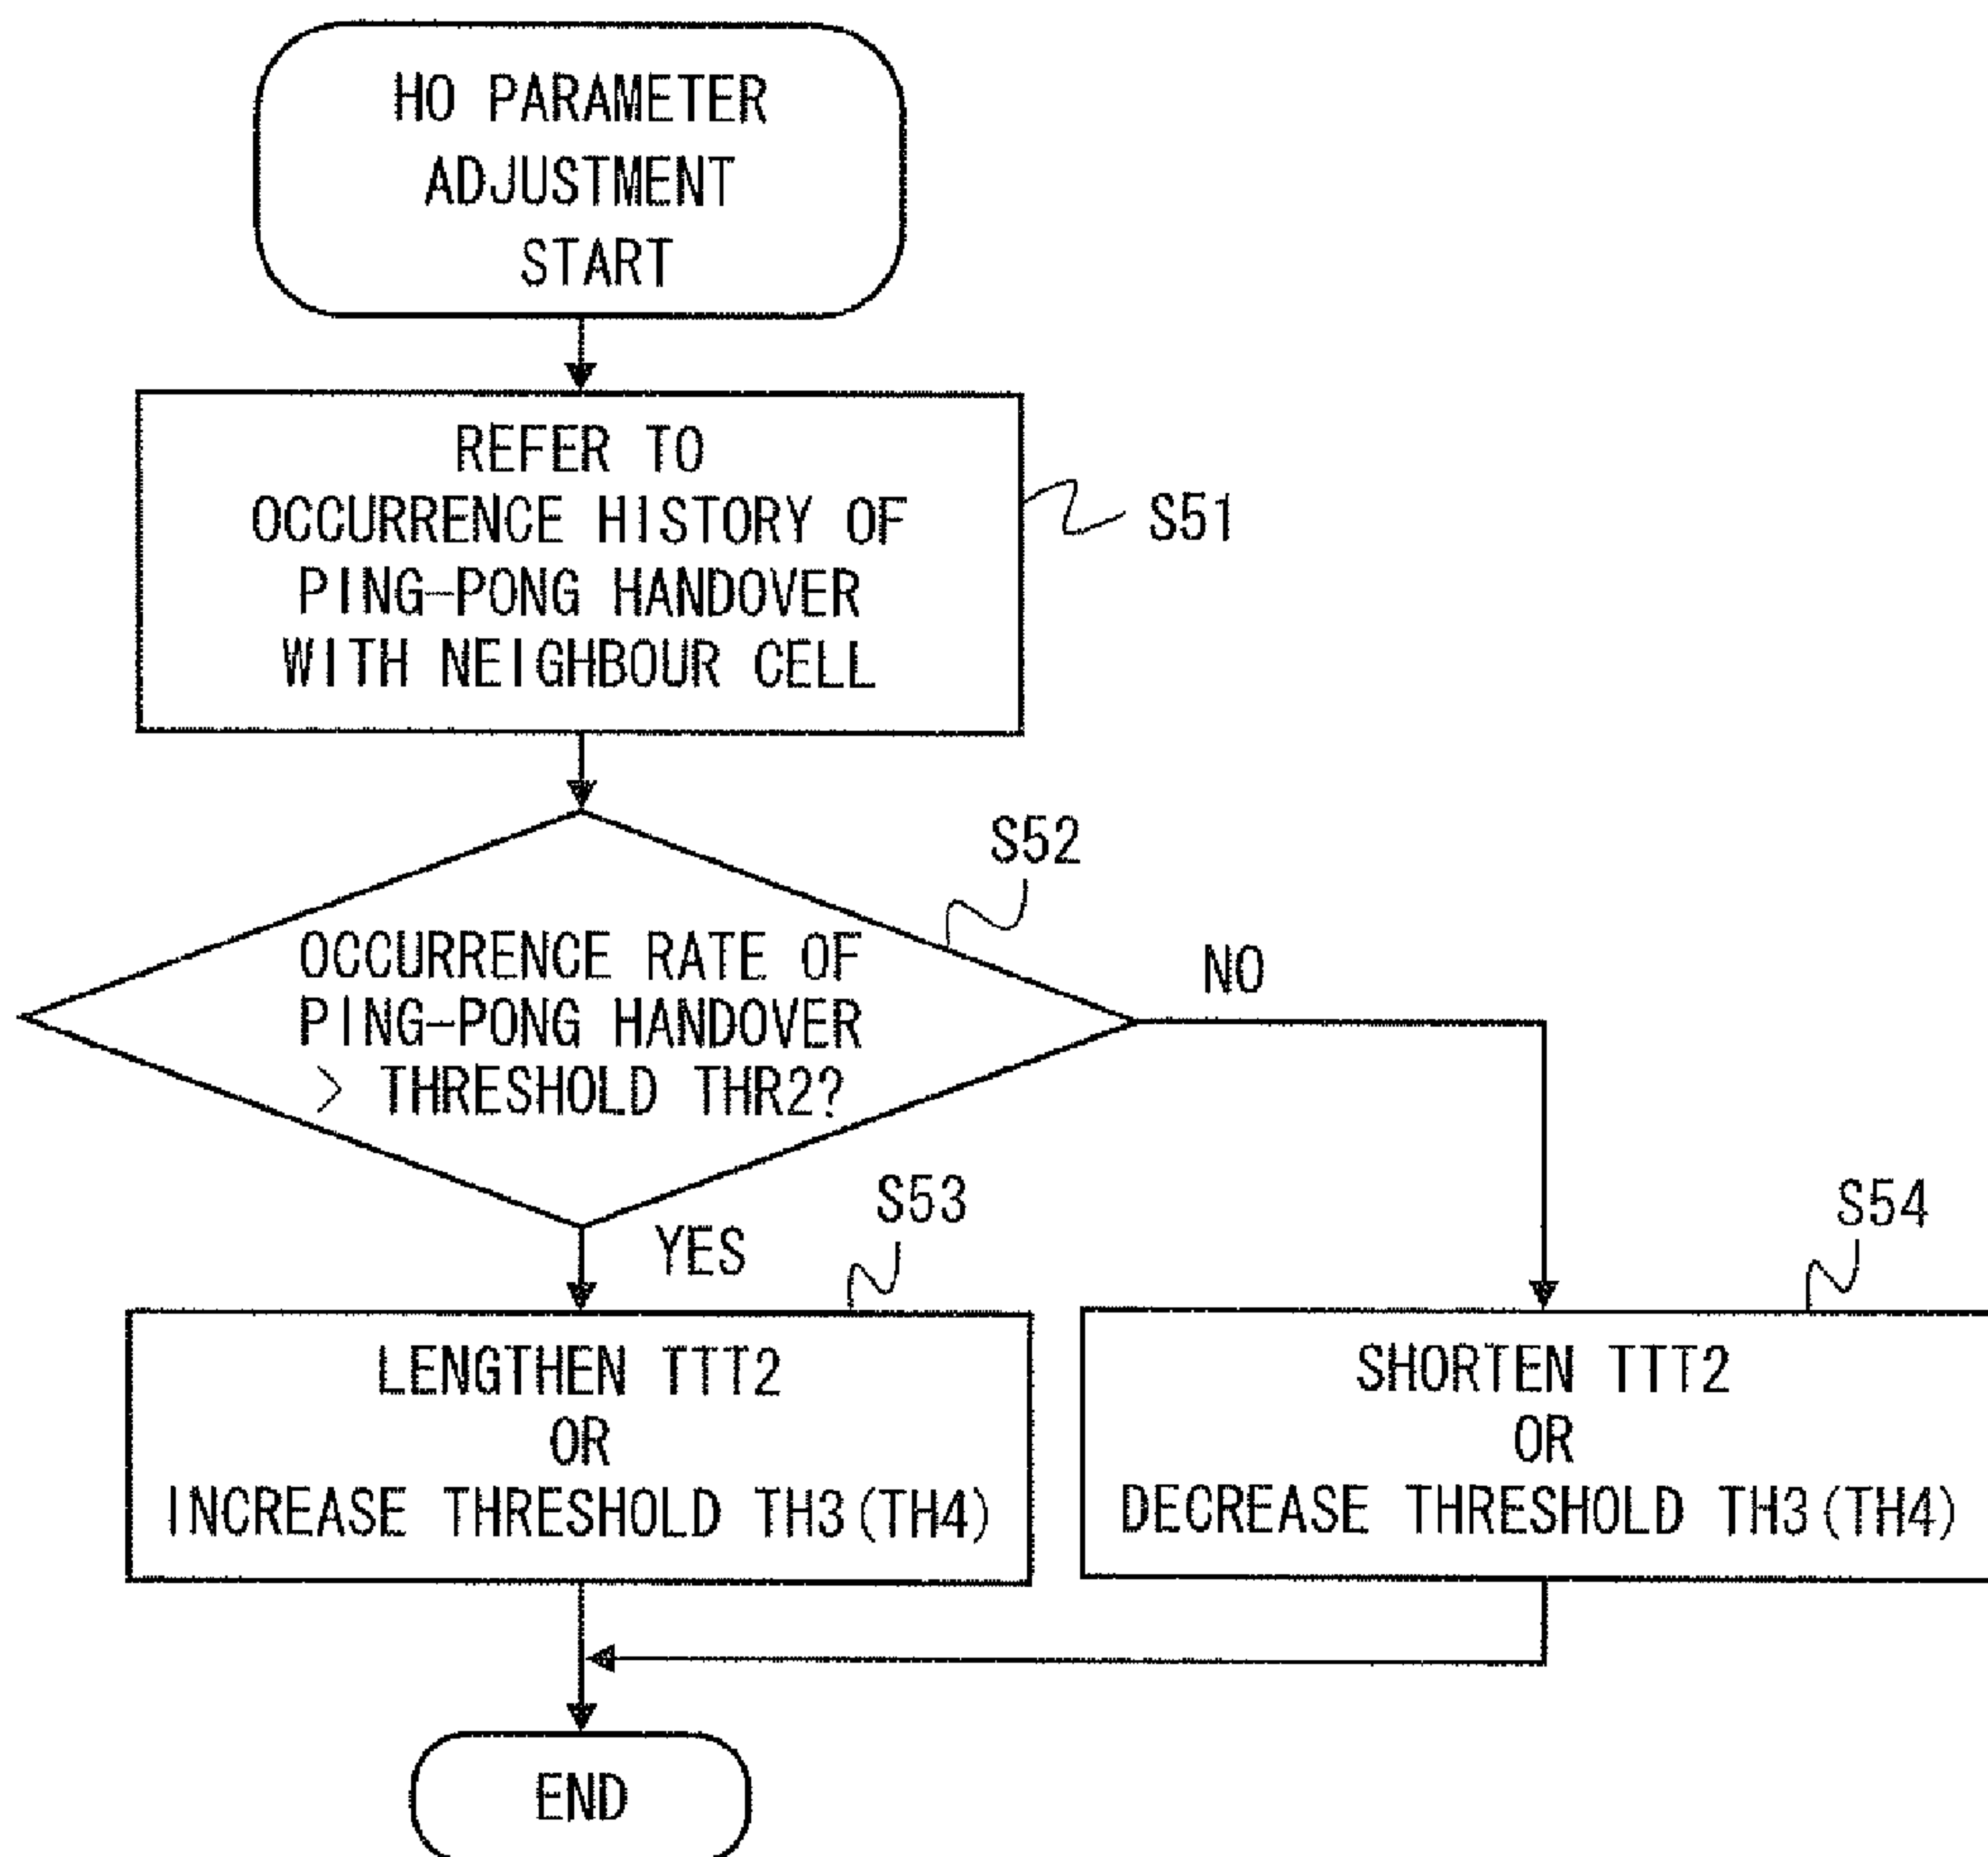 HO PARAMETER
ADJUSTMENT
START
REFER TO
OCCURRENCE HISTORY OF
PING-PONG HANDOVER
WITH NEIGHBOUR CELL
S51
S52
OCCURRENCE RATE OF
PING-PONG HANDOVER
> THRESHOLD THR2?
NO
YES
S53
LENGTHEN TTT2
OR
INCREASE THRESHOLD TH3(TH4)
S54
SHORTEN TTT2
OR
DECREASE THRESHOLD TH3(TH4)
END